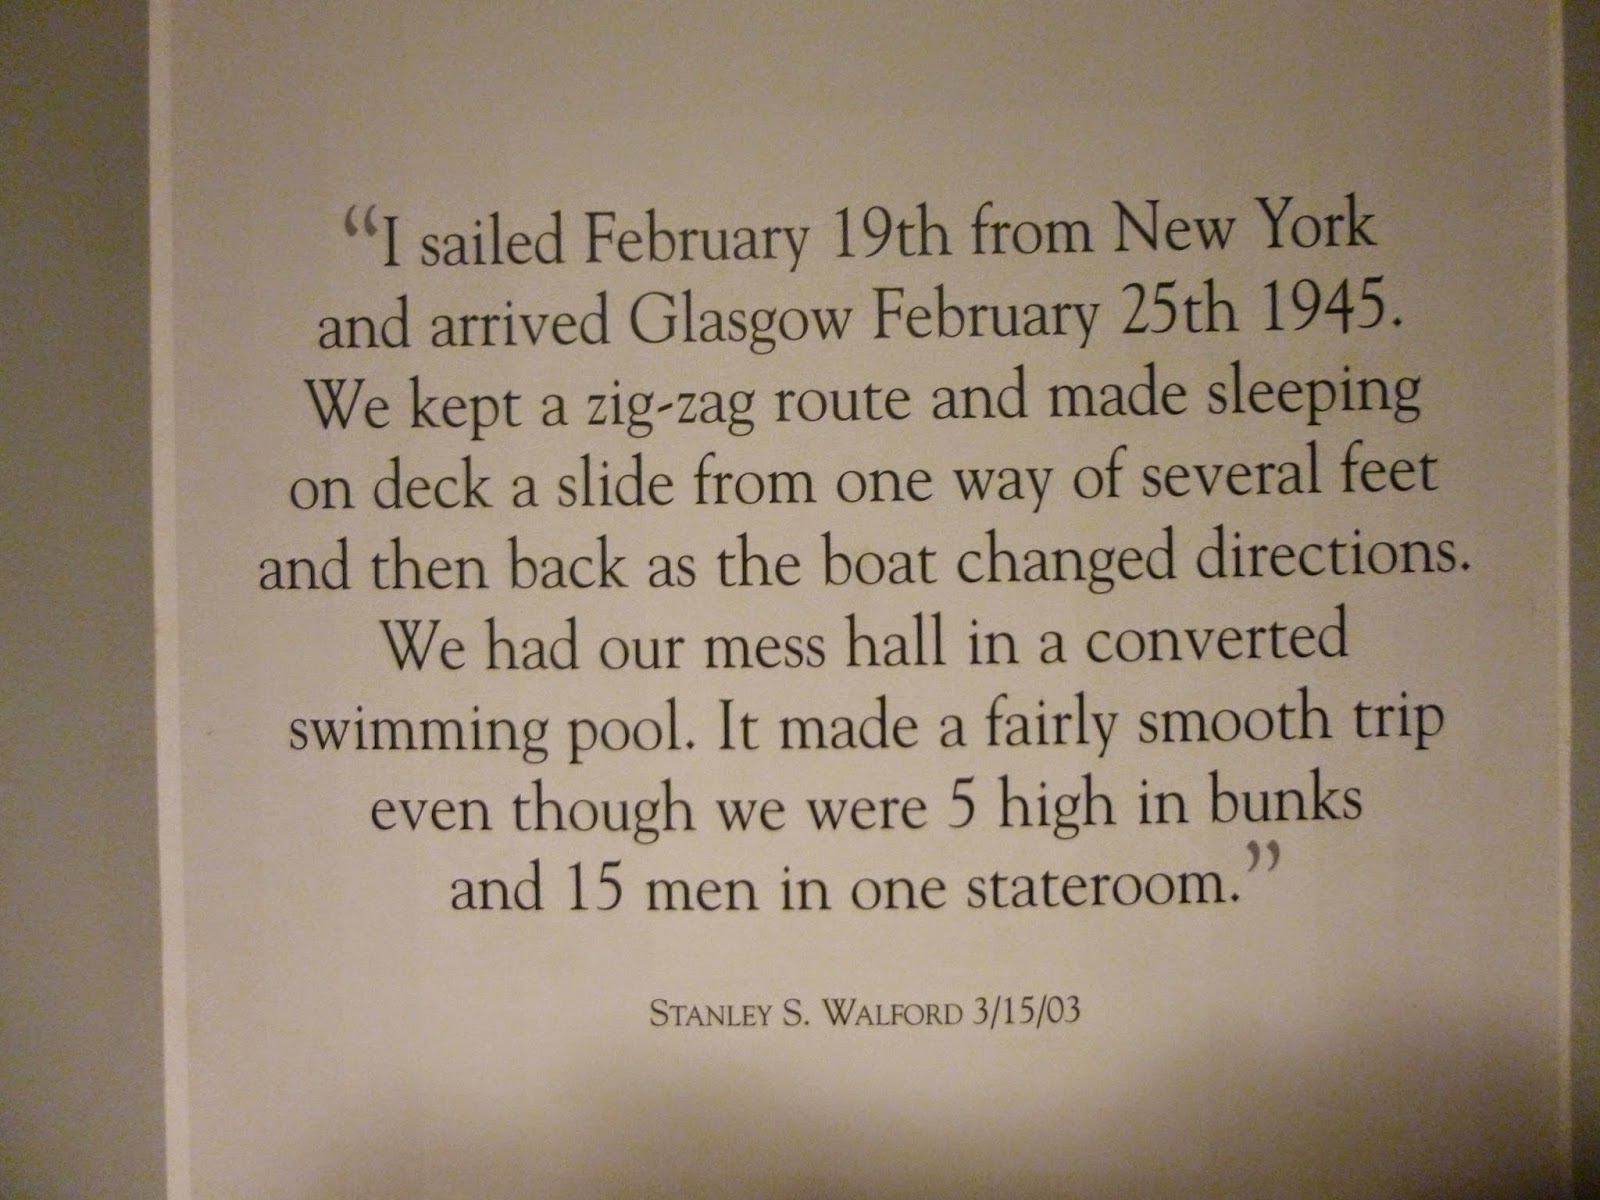 “I sailed February 19th from New York
and arrived Glasgow February 25th 1945.
We kept a zig-zag route and made sleeping
on deck a slide from one way of several feet
and then back as the boat changed directions.
We had our mess hall in a converted
swimming pool. It made a fairly smooth trip
even though we were 5 high in bunks
and 15 men in one stateroom.”
STANLEY S. WALFORD 3/15/03